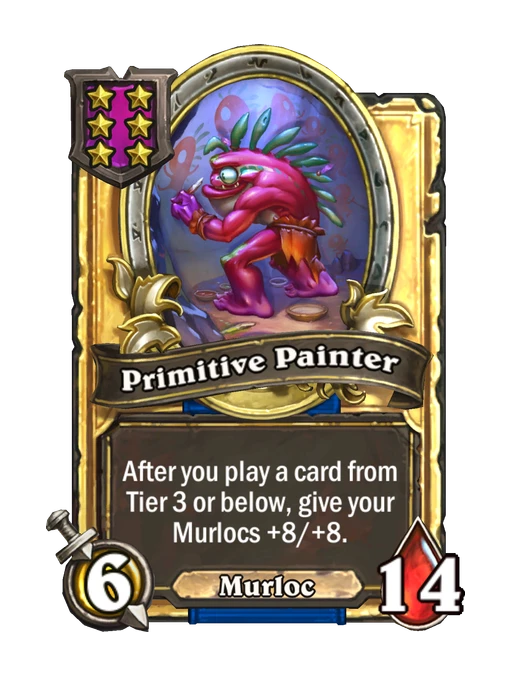 Primitive Painter
After you play a card from
Tier 3 or below, give your
Murlocs +8/+8.
6
Murloc
14